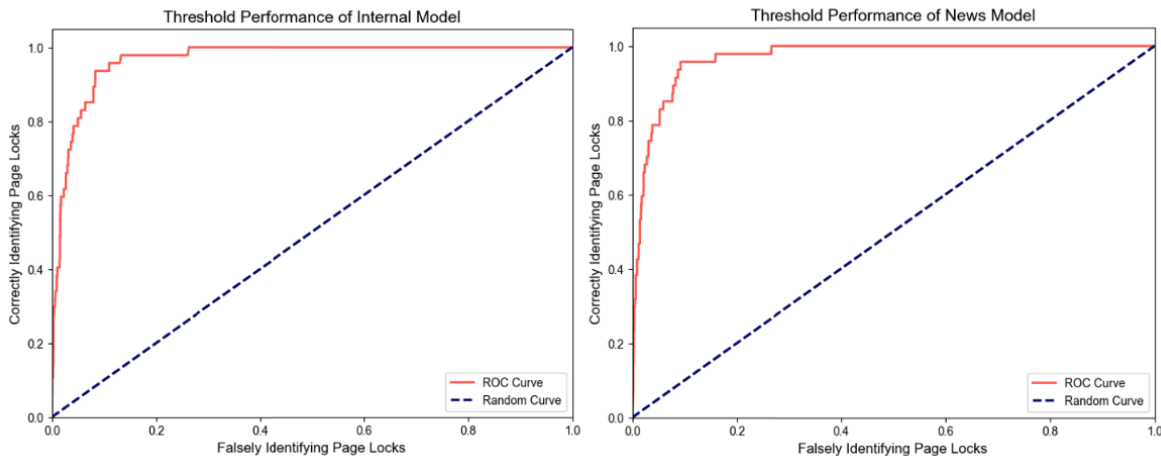 Threshold Performance of Internal Model
1.0
0.8
0.6
0.4
0.2
0.0
Correctly Identifying Page Locks
0.0 0.2 0.4 0.6 0.8 1.0
Falsely Identifying Page Locks
ROC Curve
Random Curve
Threshold Performance of News Model
1.0
0.8
0.6
0.4
0.2
0.0
Correctly Identifying Page Locks
0.0 0.2 0.4 0.6 0.8 1.0
Falsely Identifying Page Locks
ROC Curve
Random Curve